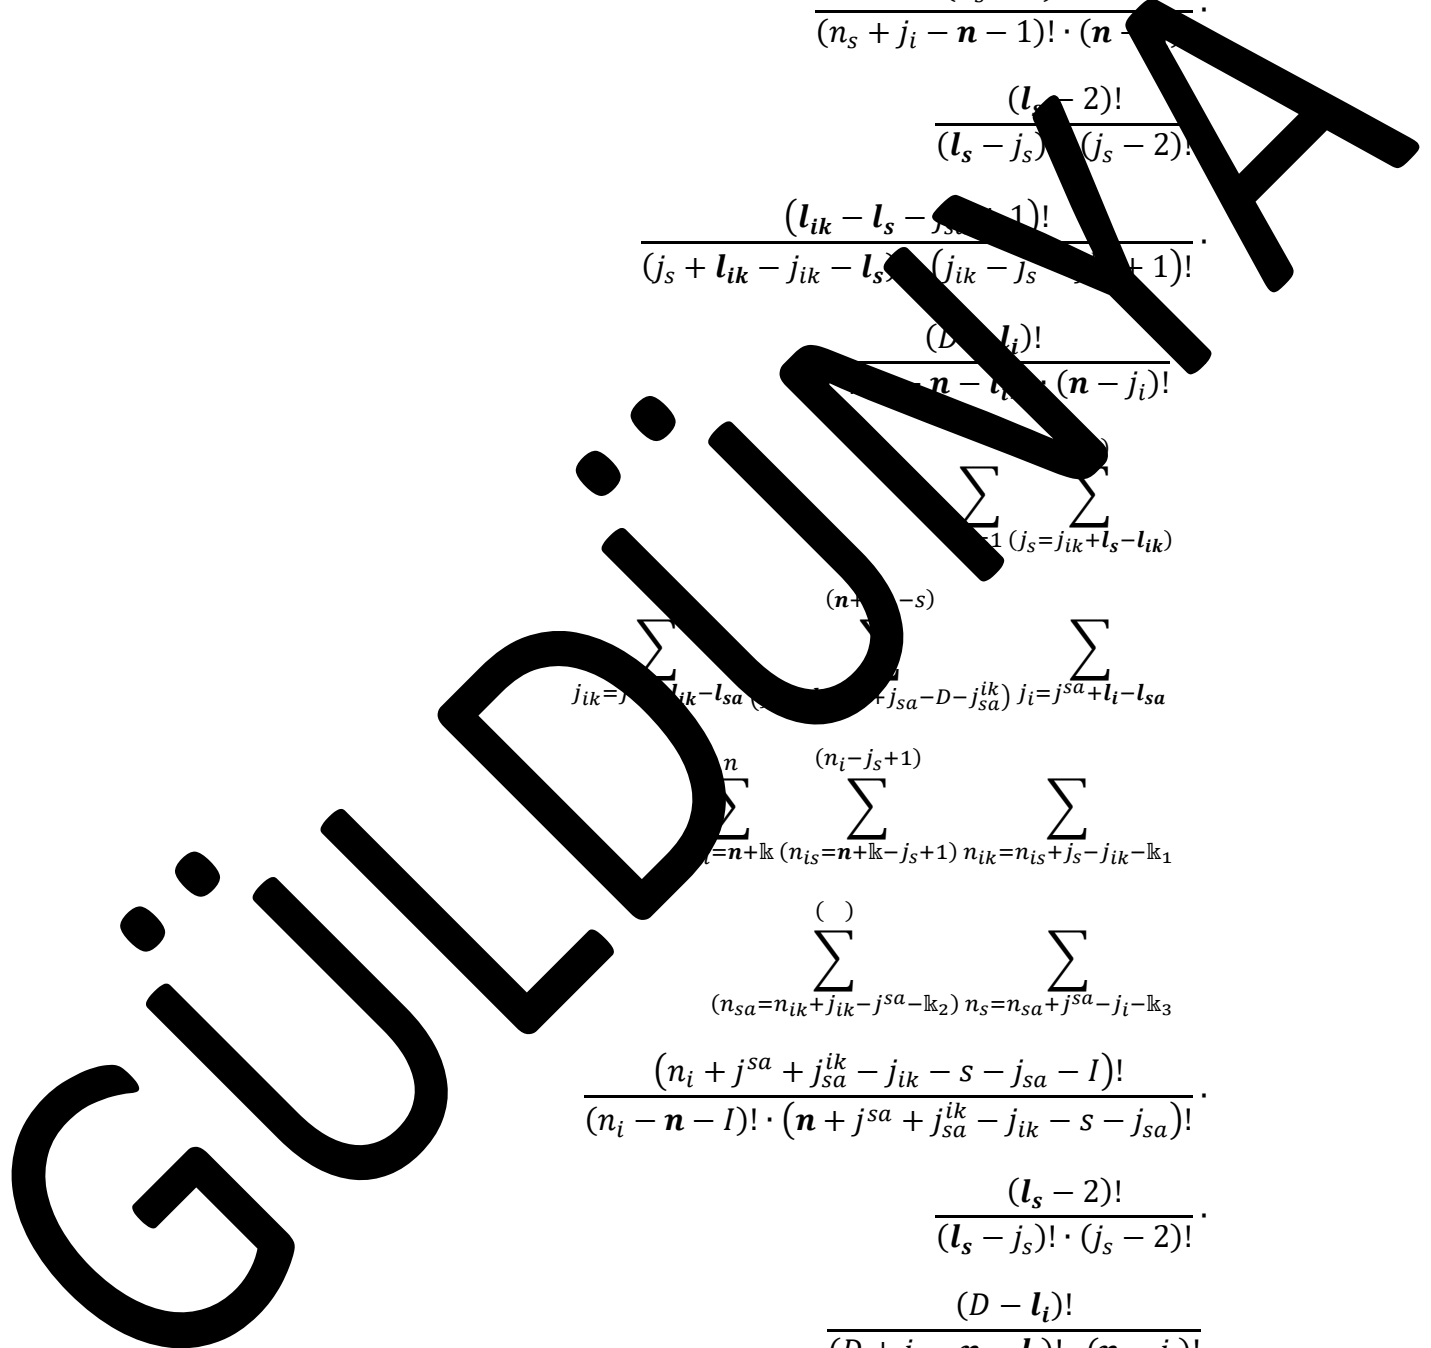 (n_s + j_i − n − 1)! · (n −
(l_s − 2)!
(l_s − j_s) (j_s − 2)!
(l_ik − l_s − 1)!
(j_s + l_ik − j_ik − l_s) (j_ik − j_s + 1)! ·
(D l_i)!
n − · (n − j_i)!
∑ ∑
(j_s=j_ik+l_s−l_ik)
(n+ −s)
∑ ∑
j_ik= l_ik−l_sa +j_sa−D−j_sa^ik) j_i=j^sa+l_i−l_sa
n (n_i−j_s+1)
∑ ∑ ∑
=n+𝕜 (n_is=n+𝕜−j_s+1) n_ik=n_is+j_s−j_ik−𝕜_1
( )
∑ ∑
(n_sa=n_ik+j_ik−j^sa−𝕜_2) n_s=n_sa+j^sa−j_i−𝕜_3
(n_i + j^sa + j_sa^ik − j_ik − s − j_sa − I)!
(n_i − n − I)! · (n + j^sa + j_sa^ik − j_ik − s − j_sa)! ·
(l_s − 2)!
(l_s − j_s)! · (j_s − 2)! ·
(D − l_i)!
GÜLDÜNYA